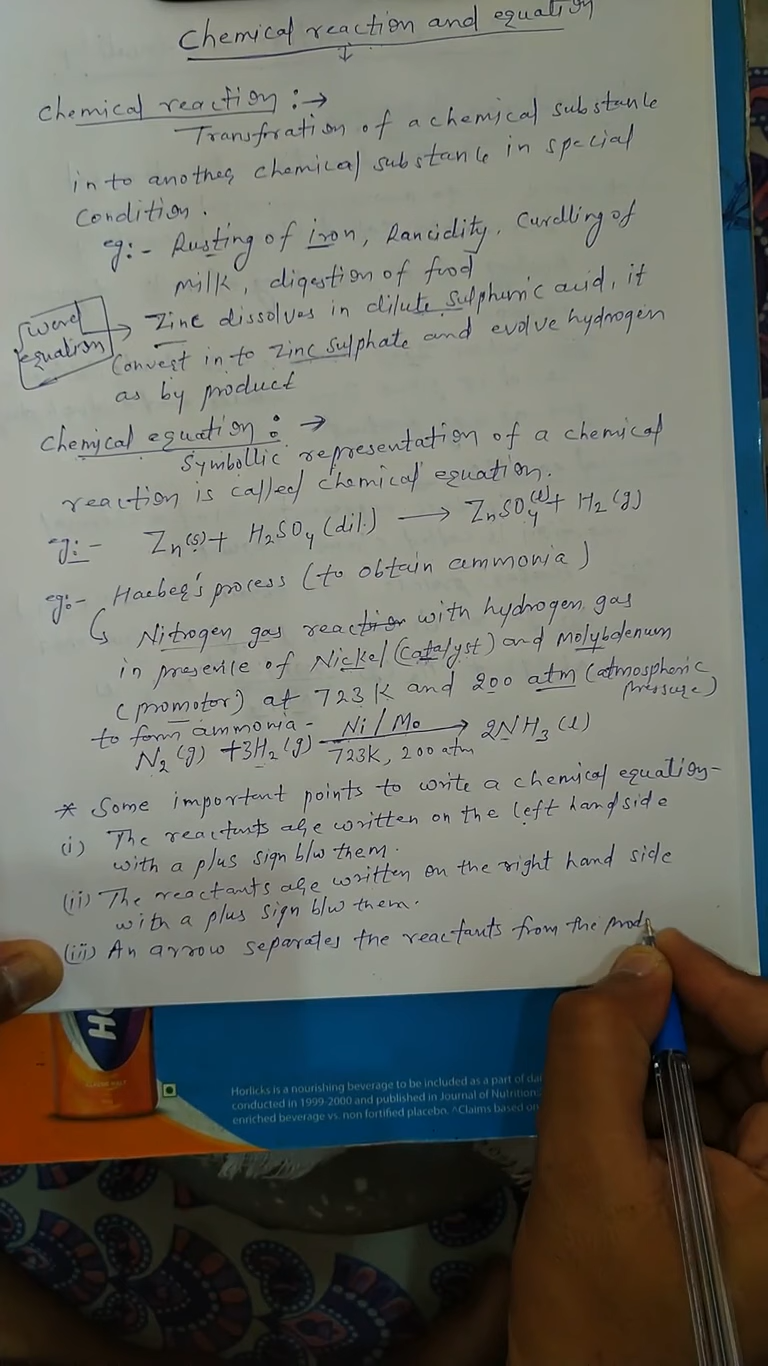 Chemical reaction and equation
Chemical reaction :→
Transfration of a chemical substance
in to another chemical substance in special
Condition.
eg:- Rusting of iron, Rancidity, Curdling of
milk, digestion of food
word
equation
→ Zinc dissolves in dilute sulphuric acid, it
Convert in to Zinc sulphate and evolve hydrogen
as by product
Chemical equation : →
Symbollic representation of a chemical
reaction is called chemical equation.
eg:- Zn(s)+ H₂SO₄ (dil.) ⟶ ZnSO₄(l)+ H₂(g)
eg:- Haeber's process (to obtain ammonia)
Nitrogen gas reaction with hydrogen gas
in presence of Nickel (Catalyst) and Molybdenum
(promotor) at 723 K and 200 atm (atmospheric
pressure)
to form ammonia -
N₂(g) +3H₂(g) Ni / Mo ⟶ 2NH₃(l)
723K, 200 atm
* Some important points to write a chemical equation-
(i) The reactants are written on the left hand side
with a plus sign b/w them.
(ii) The reactants are written on the right hand side
with a plus sign b/w them.
(iii) An arrow separates the reactants from the prod
Ho
CLASSIC MALT
Horlicks is a nourishing beverage to be included as a part of
conducted in 1999-2000 and published in Journal of Nutrition
enriched beverage vs. non fortified placebo. ^Claims based on